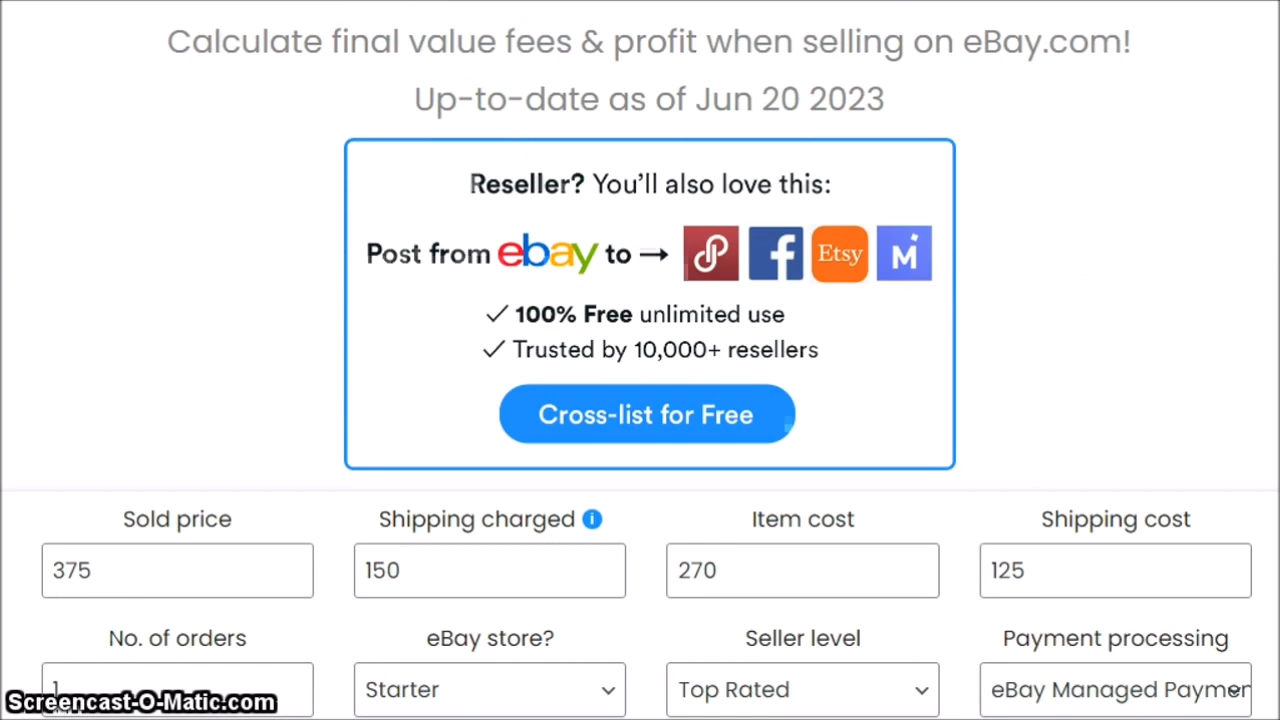 Calculate final value fees & profit when selling on eBay.com!
Up-to-date as of Jun 20 2023
Reseller? You'll also love this:
Post from ebay to → Etsy M
✓ 100% Free unlimited use
✓ Trusted by 10,000+ resellers
Cross-list for Free
Sold price Shipping charged i Item cost Shipping cost
375 150 270 125
No. of orders eBay store? Seller level Payment processing
1 Starter Top Rated eBay Managed Paymen
Screencast-O-Matic.com